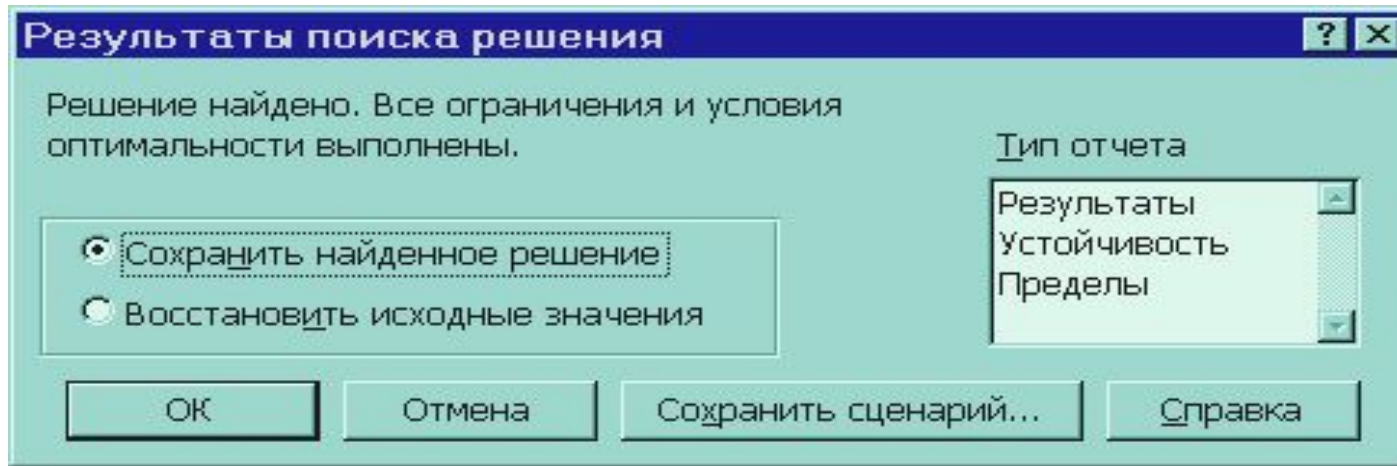 Результаты поиска решения
Решение найдено. Все ограничения и условия
оптимальности выполнены.
Тип отчета
Результаты
Устойчивость
Пределы
Сохранить найденное решение
Восстановить исходные значения
ОК
Отмена
Сохранить сценарий...
Справка